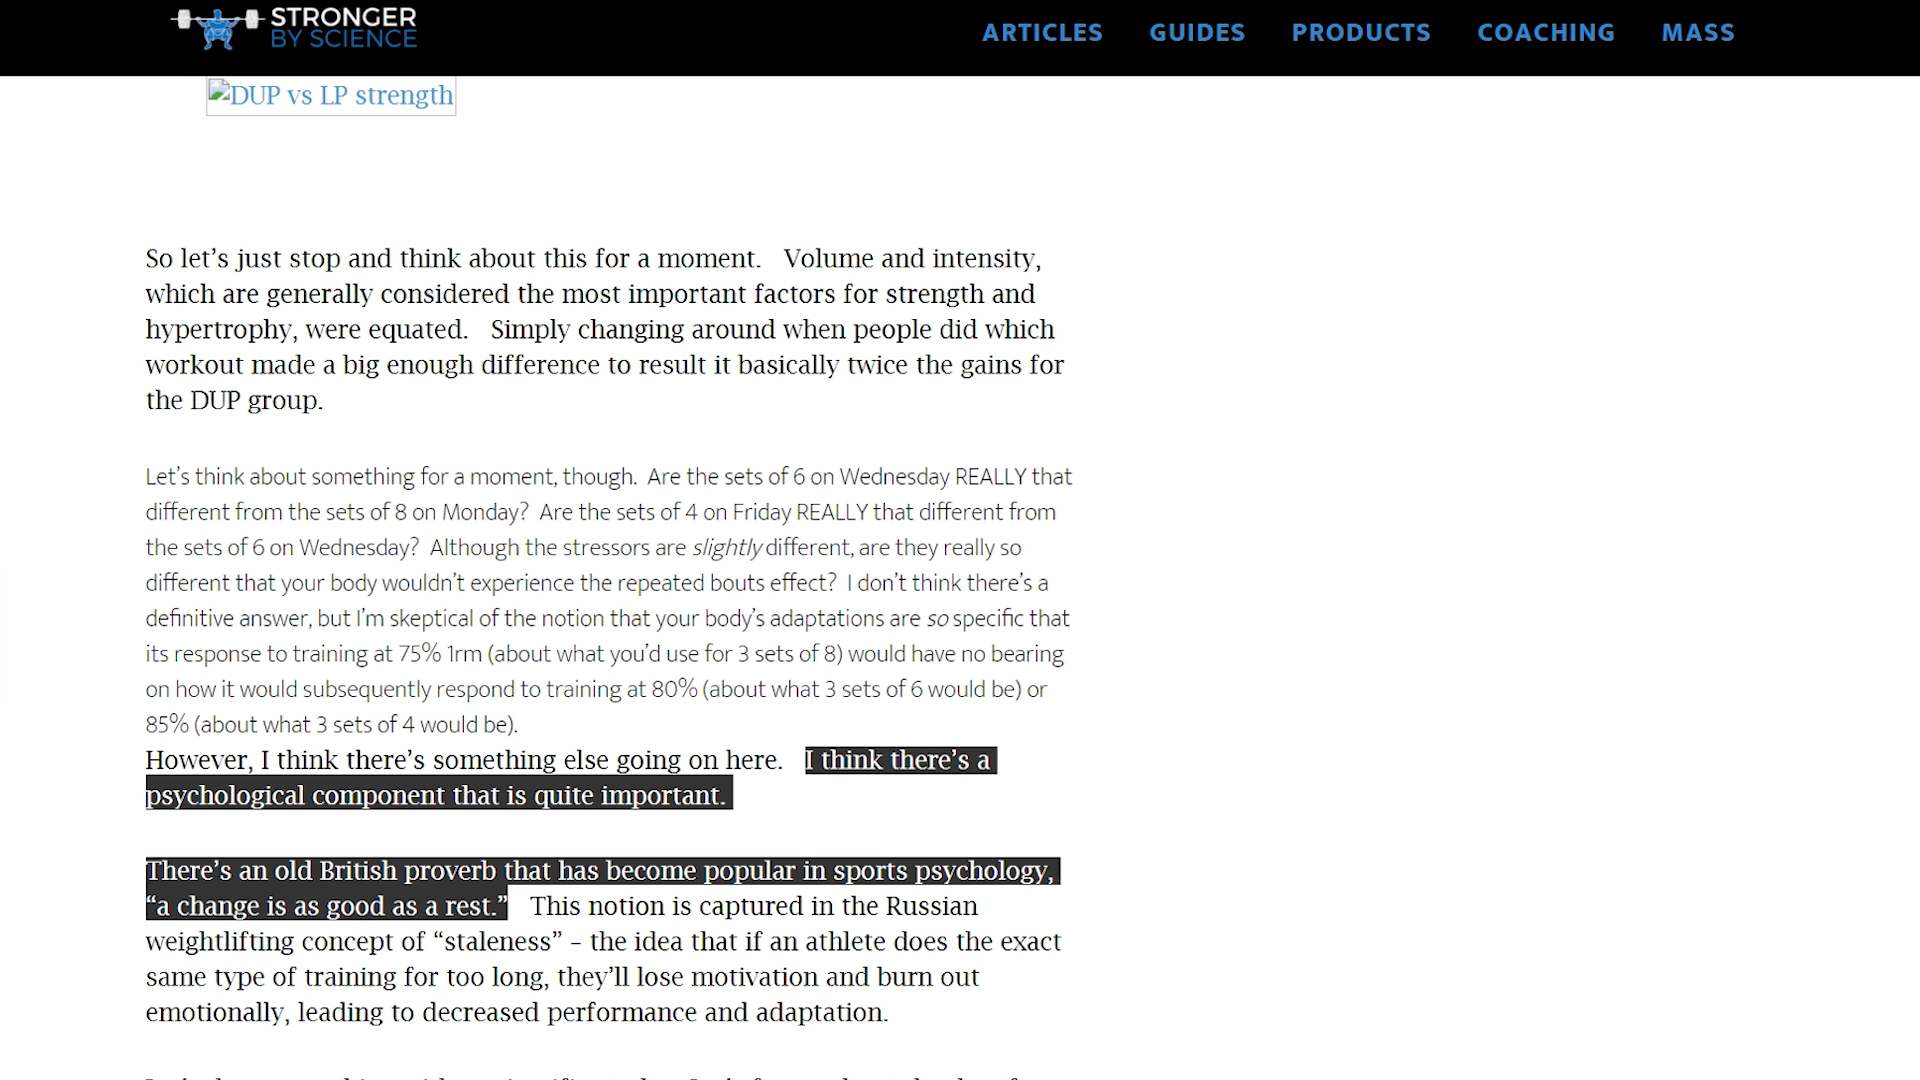 STRONGER
BY SCIENCE
ARTICLES GUIDES PRODUCTS COACHING MASS
DUP vs LP strength
So let’s just stop and think about this for a moment. Volume and intensity,
which are generally considered the most important factors for strength and
hypertrophy, were equated. Simply changing around when people did which
workout made a big enough difference to result it basically twice the gains for
the DUP group.
Let’s think about something for a moment, though. Are the sets of 6 on Wednesday REALLY that
different from the sets of 8 on Monday? Are the sets of 4 on Friday REALLY that different from
the sets of 6 on Wednesday? Although the stressors are slightly different, are they really so
different that your body wouldn’t experience the repeated bouts effect? I don’t think there’s a
definitive answer, but I’m skeptical of the notion that your body’s adaptations are so specific that
its response to training at 75% 1rm (about what you’d use for 3 sets of 8) would have no bearing
on how it would subsequently respond to training at 80% (about what 3 sets of 6 would be) or
85% (about what 3 sets of 4 would be).
However, I think there’s something else going on here. I think there’s a
psychological component that is quite important.
There’s an old British proverb that has become popular in sports psychology,
“a change is as good as a rest.” This notion is captured in the Russian
weightlifting concept of “staleness” – the idea that if an athlete does the exact
same type of training for too long, they’ll lose motivation and burn out
emotionally, leading to decreased performance and adaptation.